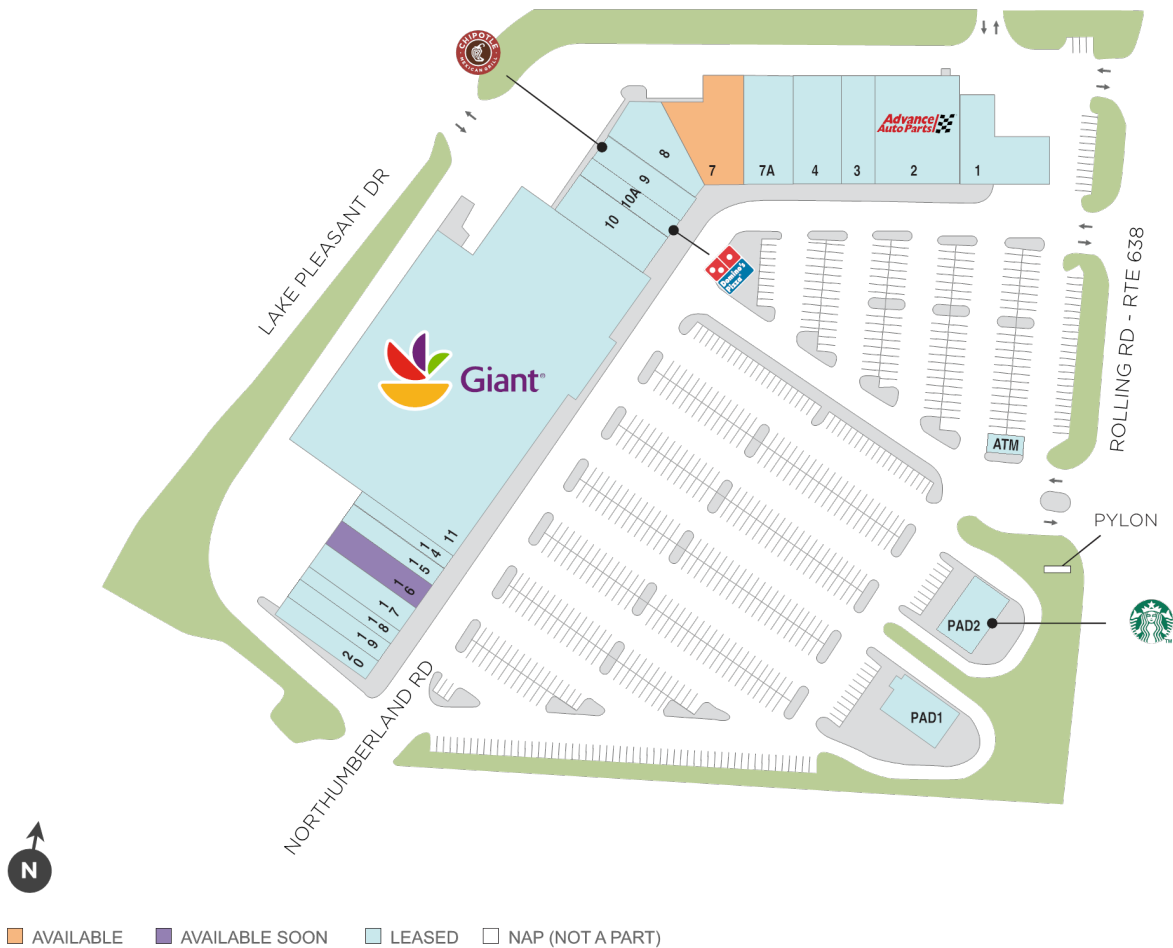 CHIPOTLE
MEXICAN GRILL
Advance
Auto Parts
8
7
7A
4
3
2
1
9
10A
10
Domino's
Pizza
LAKE PLEASANT DR
ROLLING RD - RTE 638
Giant
ATM
PYLON
11
14
15
16
17
18
19
20
PAD2
PAD1
NORTHUMBERLAND RD
N
AVAILABLE
AVAILABLE SOON
LEASED
NAP (NOT A PART)